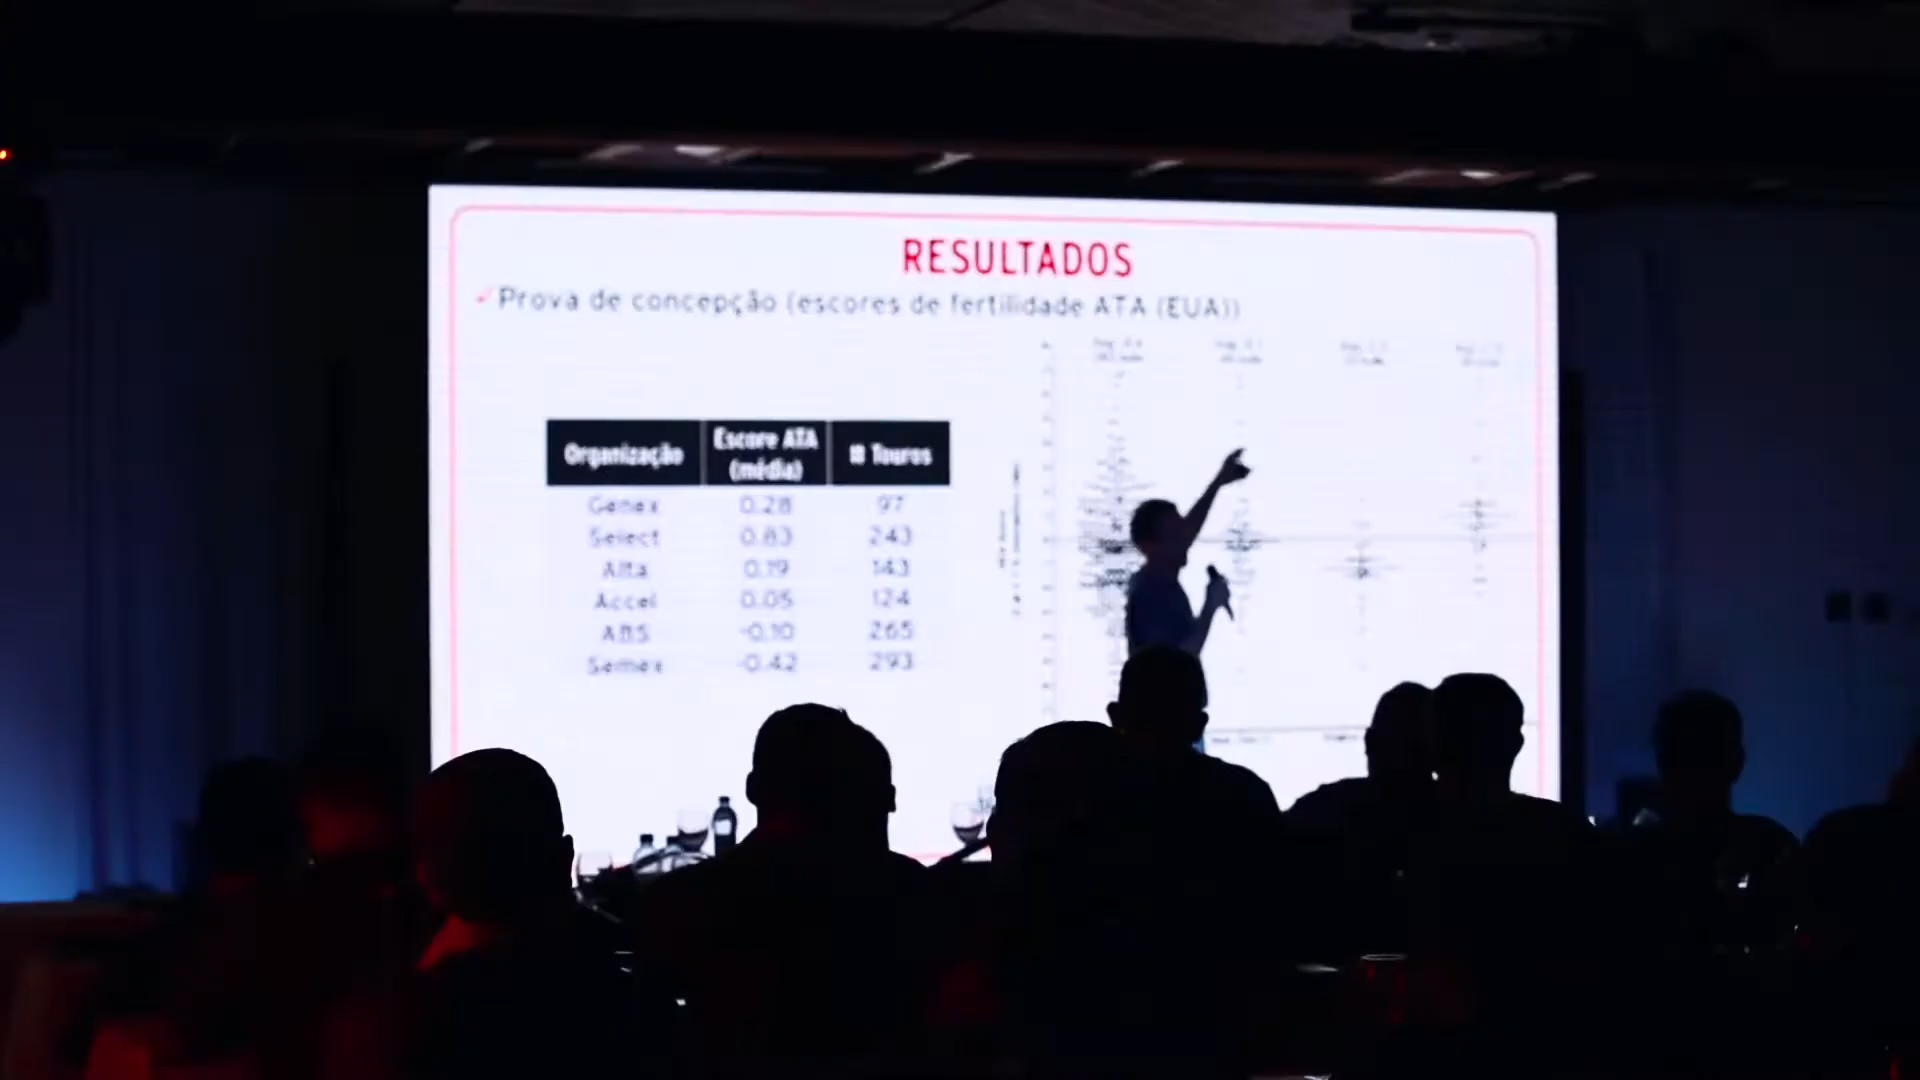 RESULTADOS
✓ Prova de concepção (escores de fertilidade ATA (EUA))
Organização Escore ATA (média) # Touros
Genex 0.28 97
Select 0.83 243
Alta 0.19 143
Accel 0.05 124
ABS -0.10 265
Semex -0.42 293